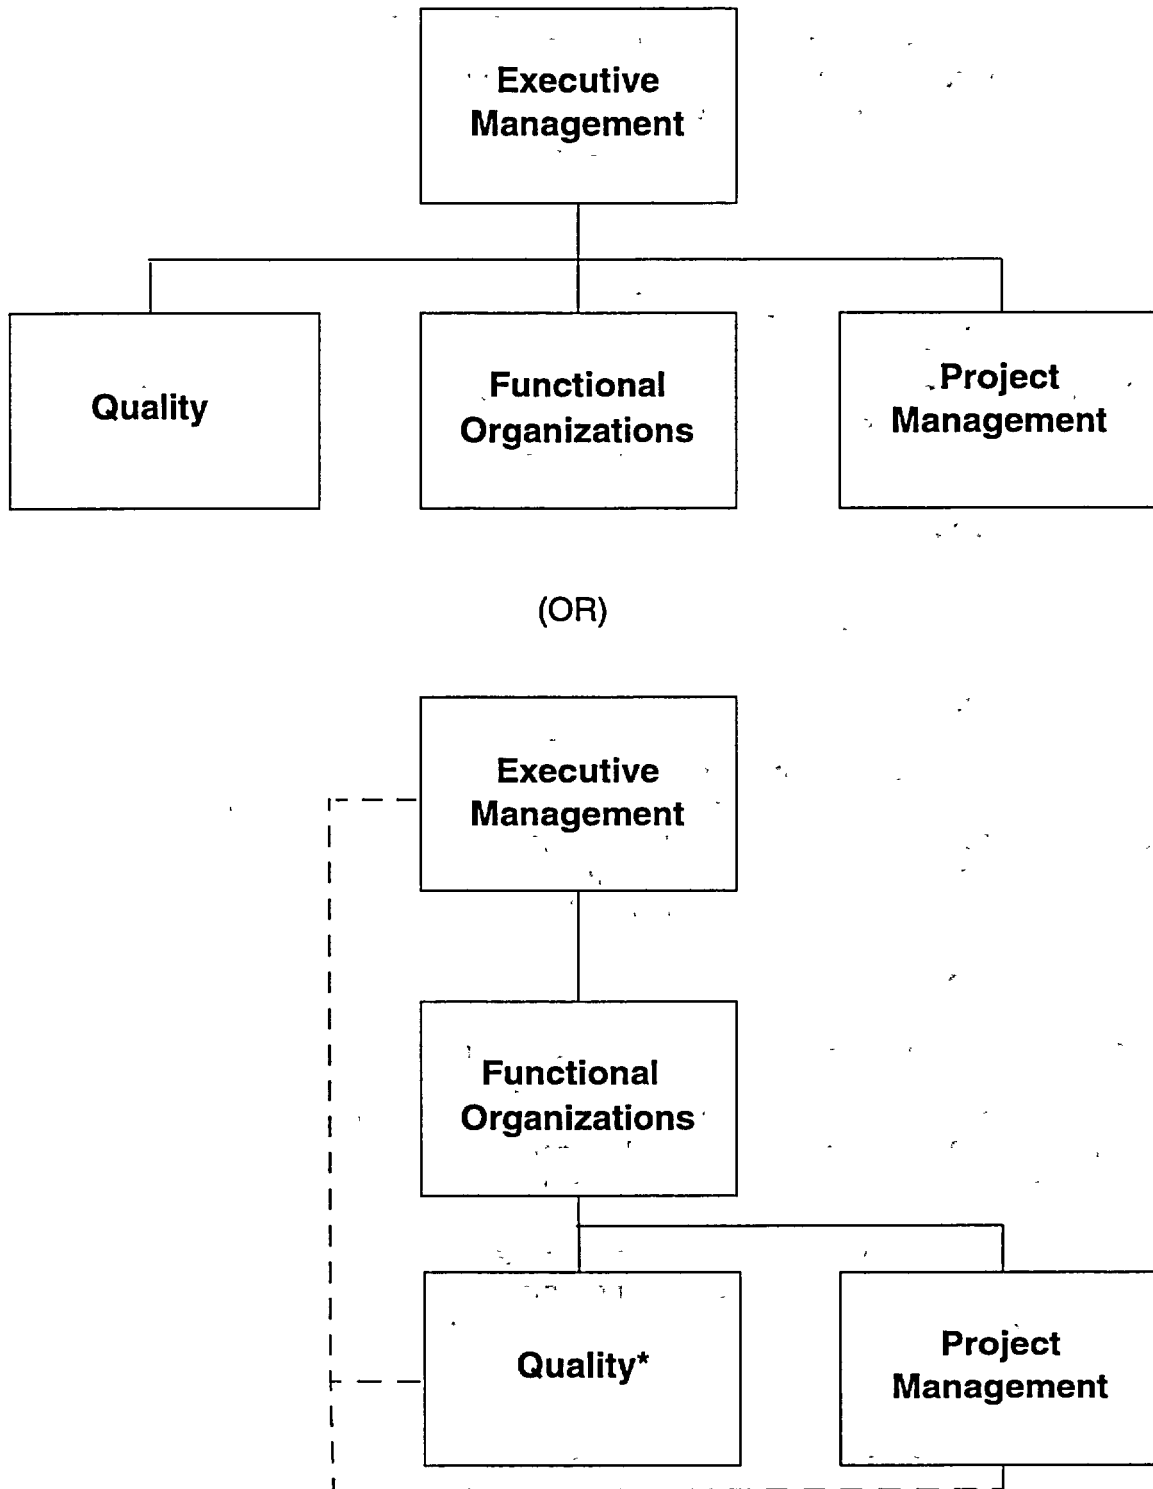 Executive
Management
Quality
Functional
Organizations
Project
Management
(OR)
Executive
Management
Functional
Organizations
Quality*
Project
Management